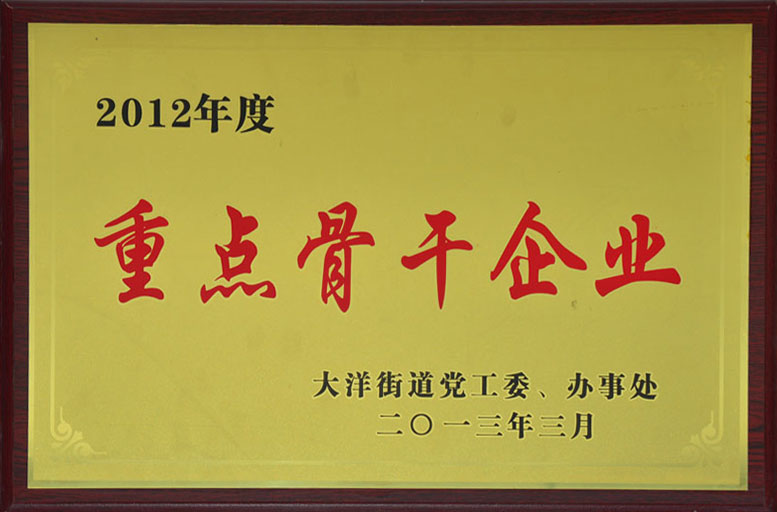 2012年度
重点骨干企业
大洋街道党工委、办事处
二〇一三年三月